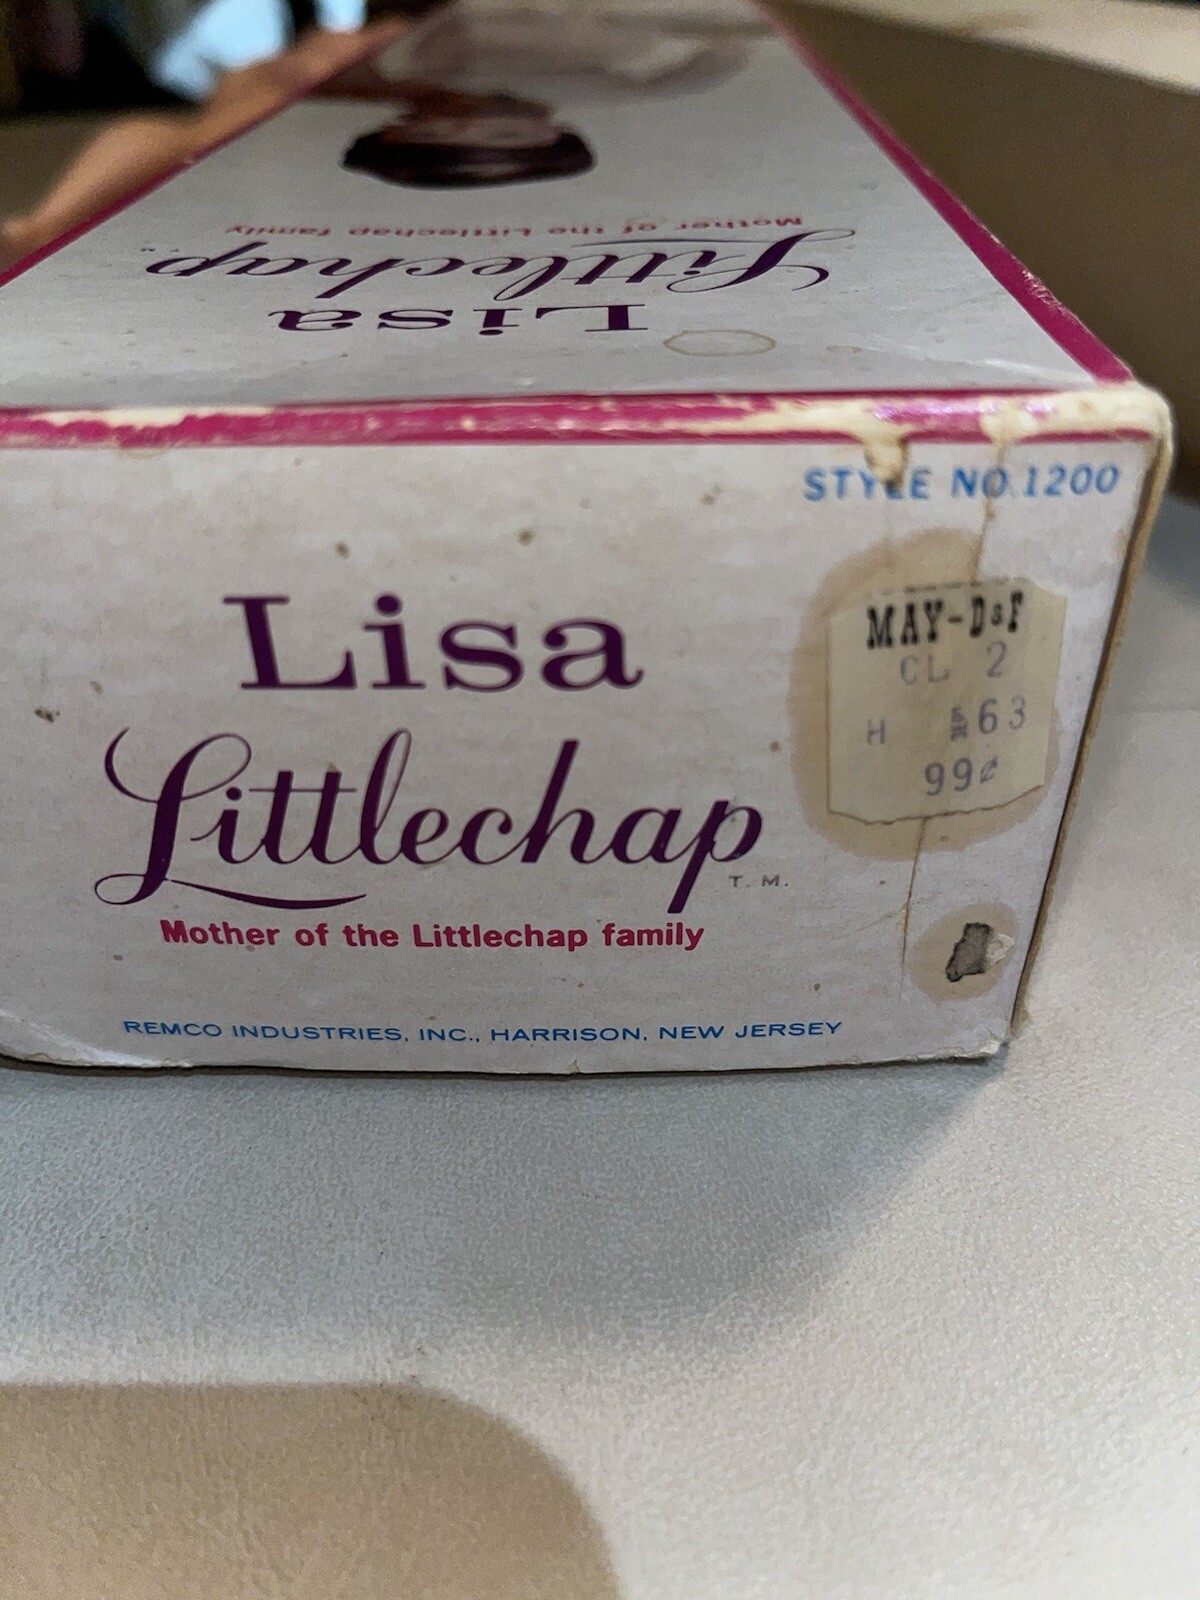 Mother of the Littlechap family
Littlechap T.M.
Lisa
STYLE NO. 1200
Lisa
Littlechap T. M.
Mother of the Littlechap family
REMCO INDUSTRIES, INC., HARRISON, NEW JERSEY
MAY-D&F
CL 2
H 63
99¢